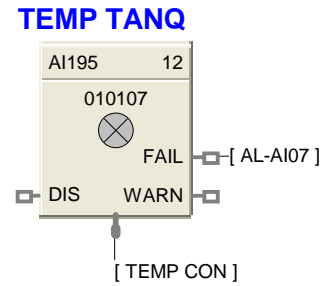 TEMP TANQ
AI195 12
010107
FAIL [ AL-AI07 ]
DIS WARN
[ TEMP CON ]